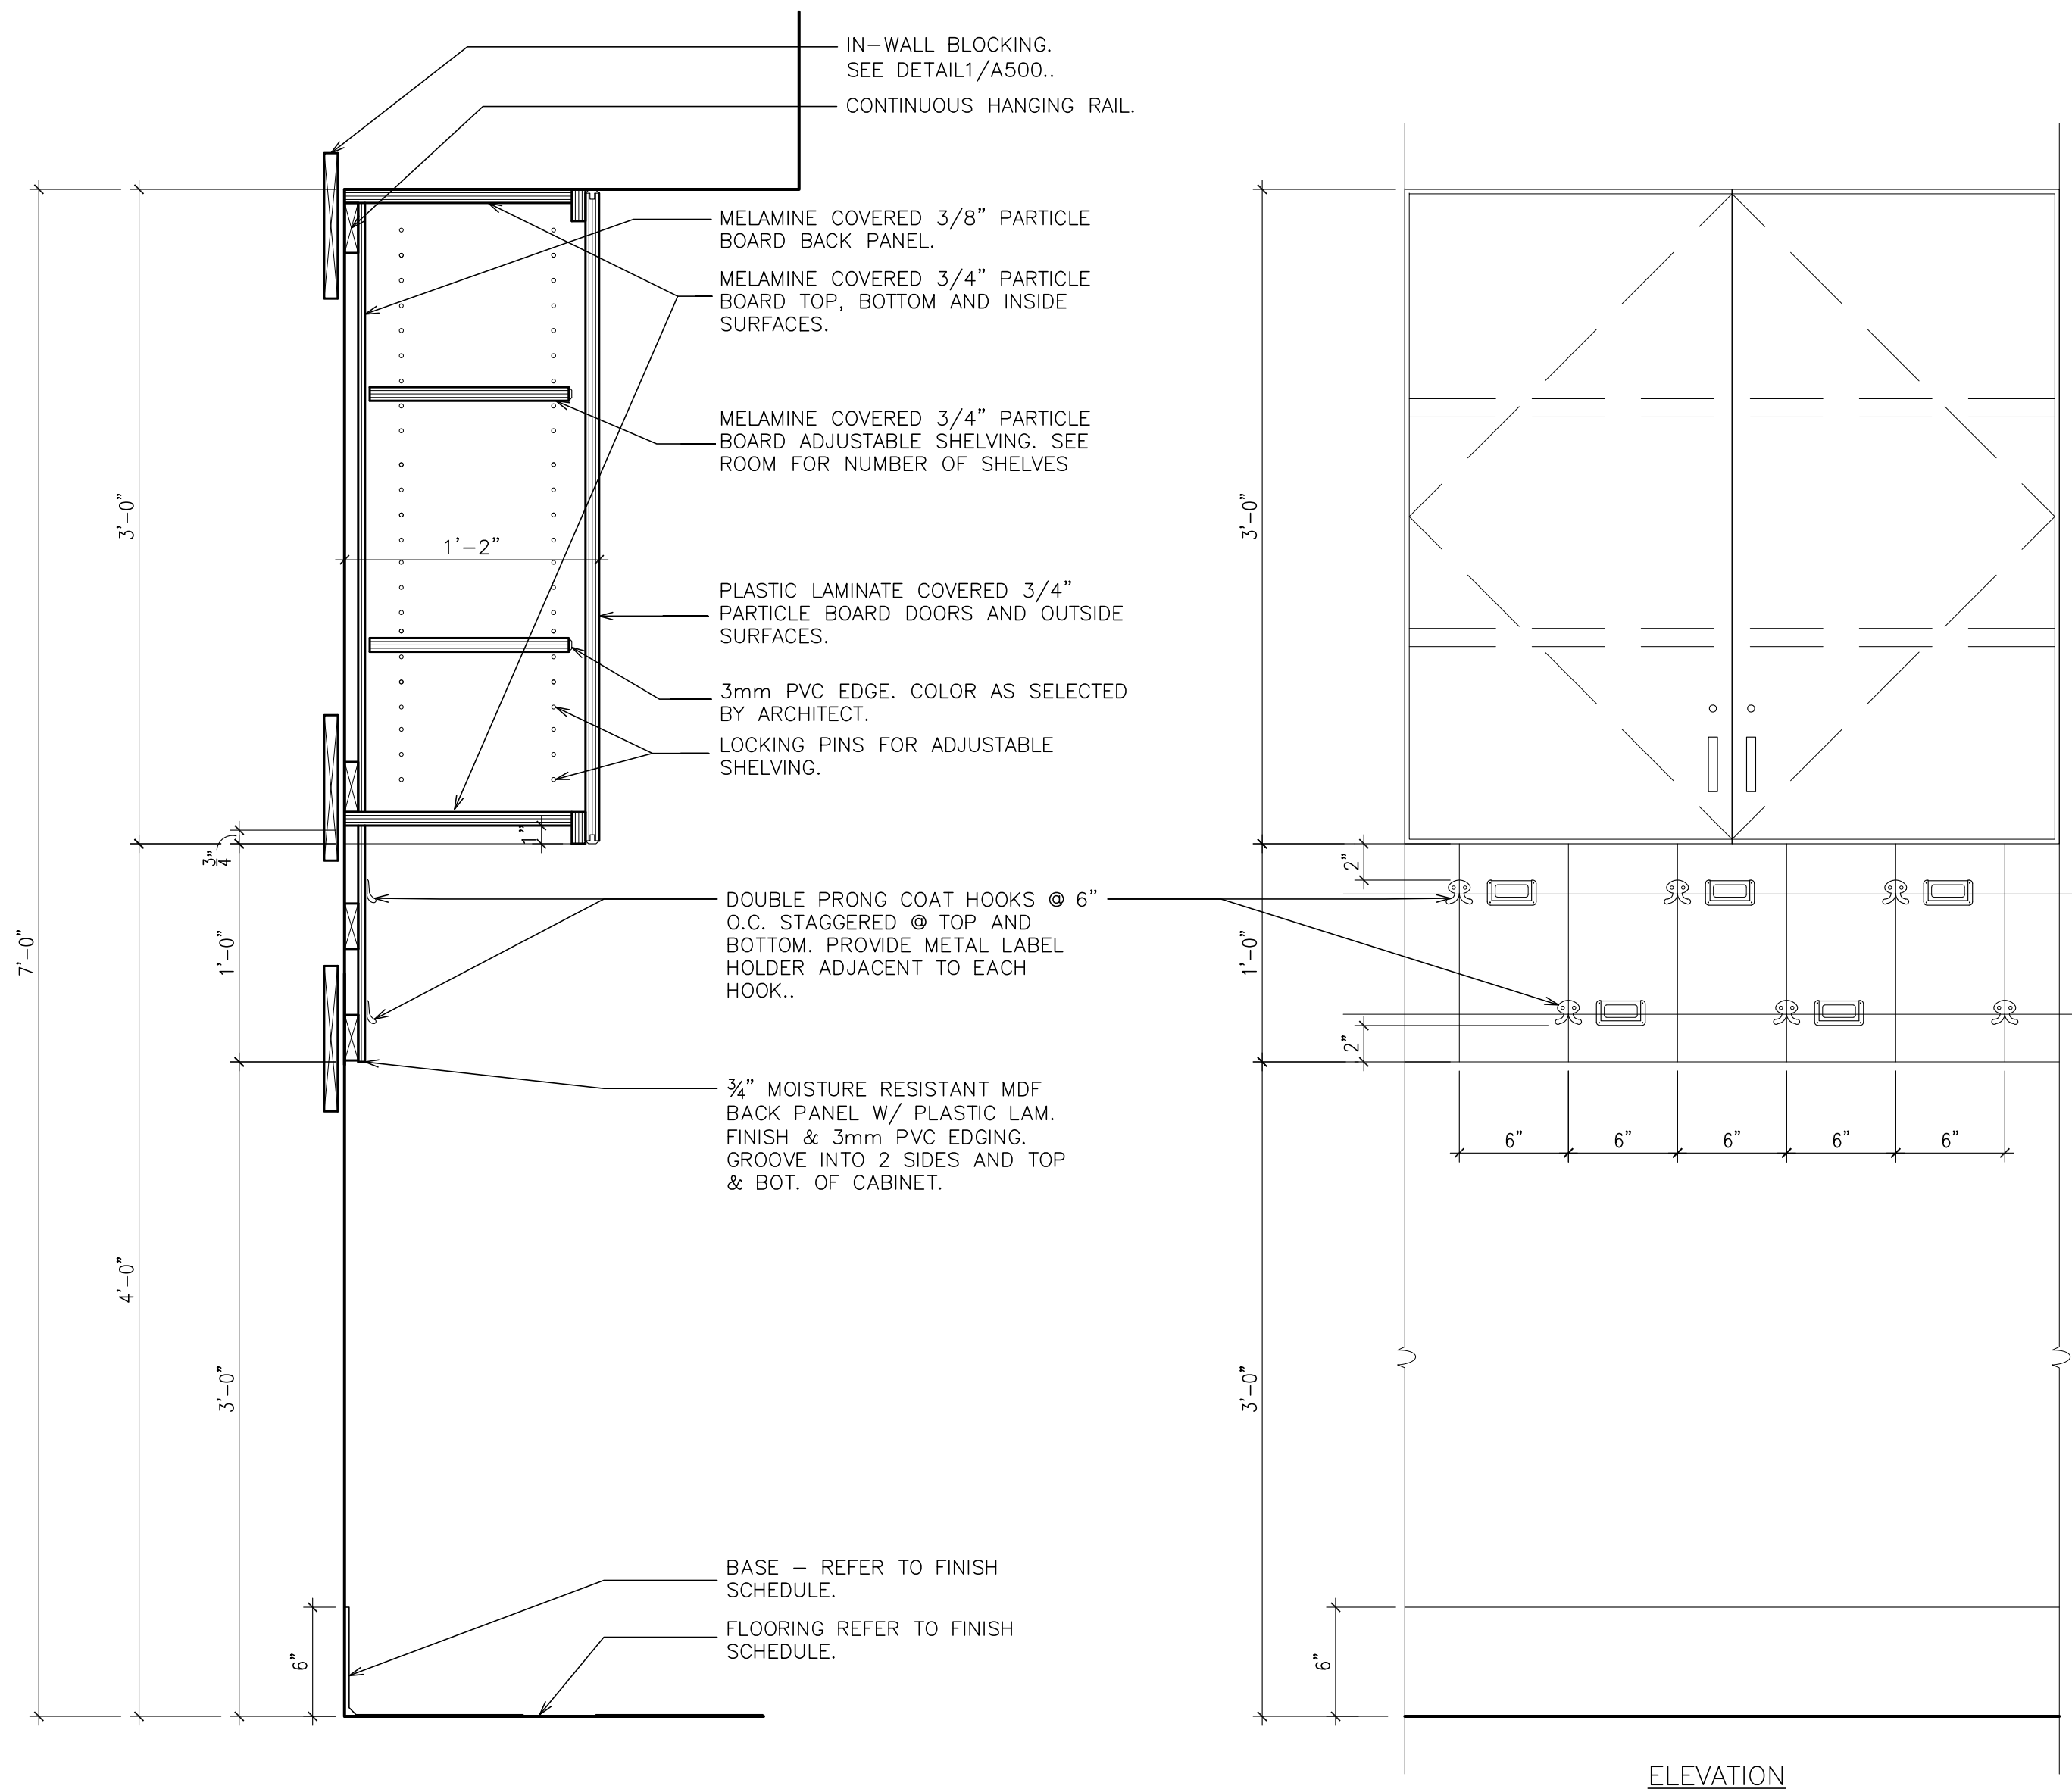 IN-WALL BLOCKING.
SEE DETAIL1/A500..
CONTINUOUS HANGING RAIL.
MELAMINE COVERED 3/8" PARTICLE
BOARD BACK PANEL.
MELAMINE COVERED 3/4" PARTICLE
BOARD TOP, BOTTOM AND INSIDE
SURFACES.
MELAMINE COVERED 3/4" PARTICLE
BOARD ADJUSTABLE SHELVING. SEE
ROOM FOR NUMBER OF SHELVES
PLASTIC LAMINATE COVERED 3/4"
PARTICLE BOARD DOORS AND OUTSIDE
SURFACES.
3mm PVC EDGE. COLOR AS SELECTED
BY ARCHITECT.
LOCKING PINS FOR ADJUSTABLE
SHELVING.
DOUBLE PRONG COAT HOOKS @ 6"
O.C. STAGGERED @ TOP AND
BOTTOM. PROVIDE METAL LABEL
HOLDER ADJACENT TO EACH
HOOK..
¾" MOISTURE RESISTANT MDF
BACK PANEL W/ PLASTIC LAM.
FINISH & 3mm PVC EDGING.
GROOVE INTO 2 SIDES AND TOP
& BOT. OF CABINET.
BASE – REFER TO FINISH
SCHEDULE.
FLOORING REFER TO FINISH
SCHEDULE.
7'-0"
3'-0"
4'-0"
¾"
1'-0"
3'-0"
6"
1'-2"
1"
3'-0"
1'-0"
3'-0"
2"
2"
6"
6"
6"
6"
6"
6"
ELEVATION